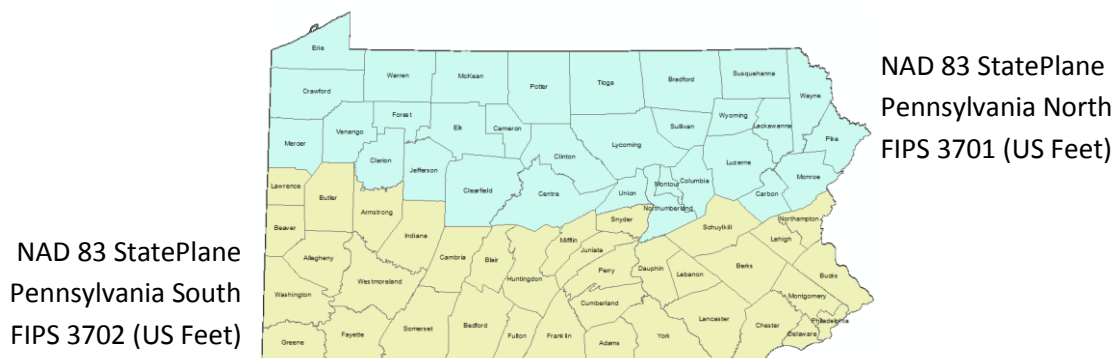 Erie
Warren
McKean
Potter
Tioga
Bradford
Susquehanna
Wayne
Crawford
Forest
Elk
Cameron
Wyoming
Lackawanna
Sullivan
Pike
Mercer
Venango
Clarion
Jefferson
Clinton
Lycoming
Luzerne
Monroe
Clearfield
Centre
Union
Montour
Columbia
Carbon
Northumberland
NAD 83 StatePlane
Pennsylvania North
FIPS 3701 (US Feet)
Lawrence
Butler
Armstrong
Snyder
Schuylkill
Northampton
Beaver
Indiana
Mifflin
Lehigh
Allegheny
Cambria
Blair
Juniata
Westmoreland
Huntingdon
Perry
Dauphin
Lebanon
Berks
Bucks
Washington
Cumberland
Montgomery
Lancaster
Philadelphia
Greene
Fayette
Somerset
Bedford
Fulton
Franklin
Adams
York
Chester
Delaware
NAD 83 StatePlane
Pennsylvania South
FIPS 3702 (US Feet)